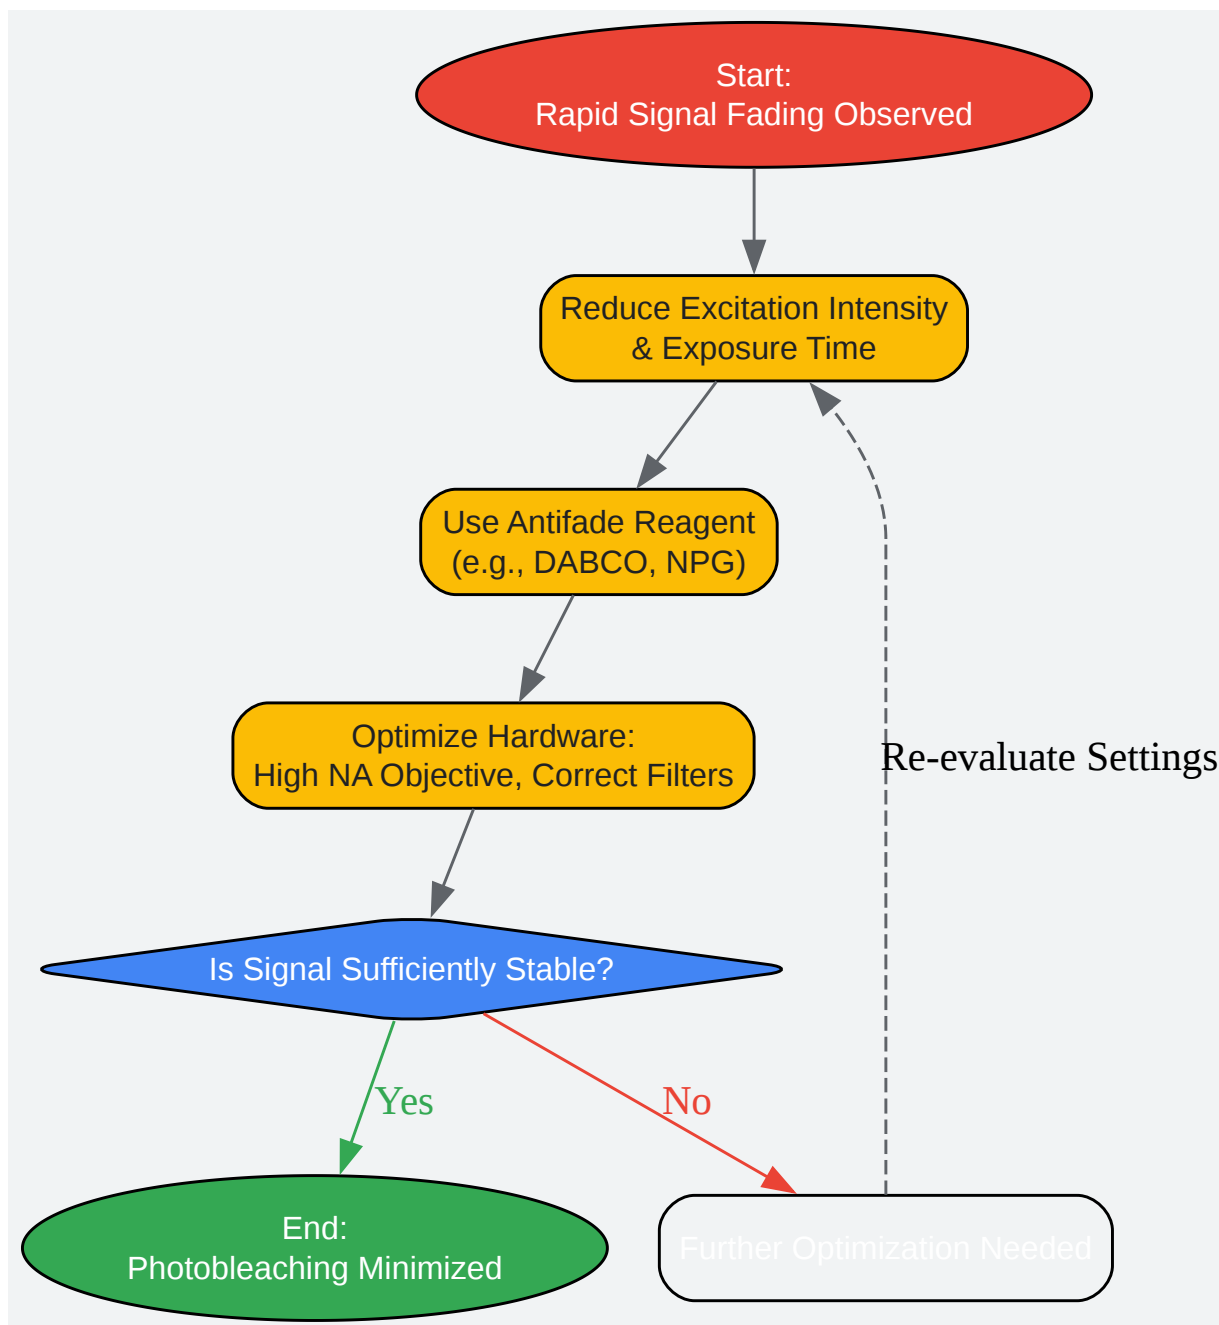 Start:
Rapid Signal Fading Observed
Reduce Excitation Intensity
& Exposure Time
Use Antifade Reagent
(e.g., DABCO, NPG)
Optimize Hardware:
High NA Objective, Correct Filters
Re-evaluate Settings
Is Signal Sufficiently Stable?
Yes
No
End:
Photobleaching Minimized
Further Optimization Needed